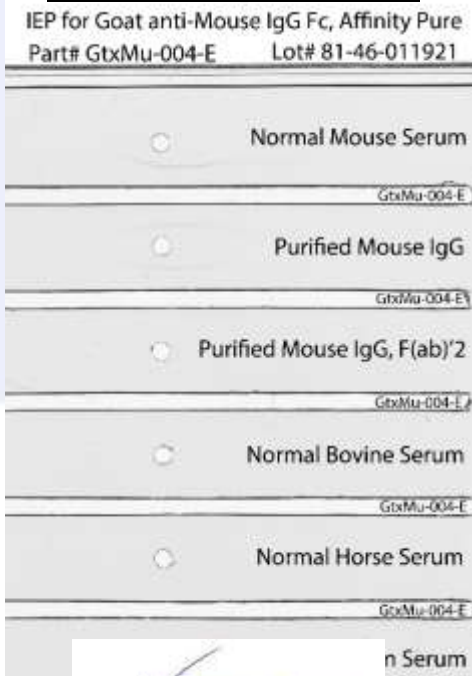 IEP for Goat anti-Mouse IgG Fc, Affinity Pure
Part# GtxMu-004-E Lot# 81-46-011921
Normal Mouse Serum
GtxMu-004-E
Purified Mouse IgG
GtxMu-004-E
Purified Mouse IgG, F(ab)'2
GtxMu-004-E
Normal Bovine Serum
GtxMu-004-E
Normal Horse Serum
GtxMu-004-E
Serum